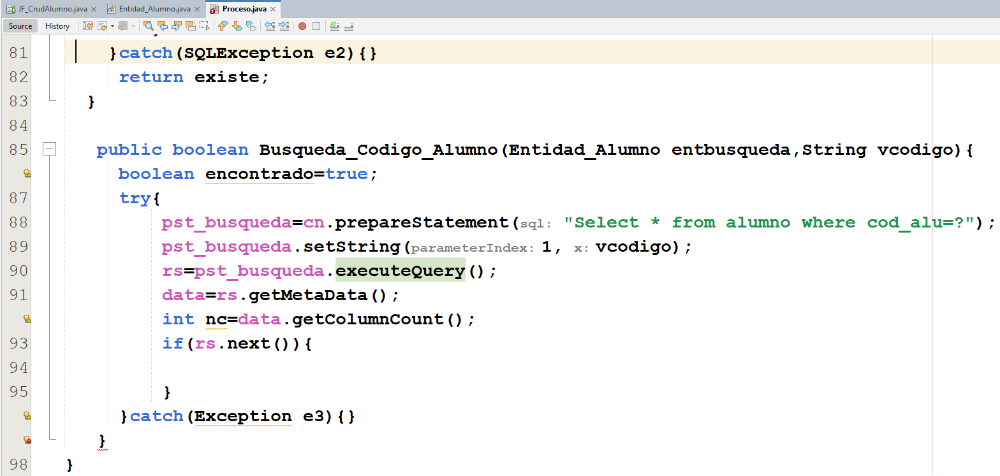 JF_CrudAlumno.java Entidad_Alumno.java Proceso.java
Source History
81 }catch(SQLException e2){}
82 return existe;
83 }
84
85 public boolean Busqueda_Codigo_Alumno(Entidad_Alumno entbusqueda,String vcodigo){
boolean encontrado=true;
87 try{
88 pst_busqueda=cn.prepareStatement(sql: "Select * from alumno where cod_alu=?");
89 pst_busqueda.setString(parameterIndex: 1, x: vcodigo);
90 rs=pst_busqueda.executeQuery();
91 data=rs.getMetaData();
int nc=data.getColumnCount();
93 if(rs.next()){
94
95 }
}catch(Exception e3){}
}
98 }